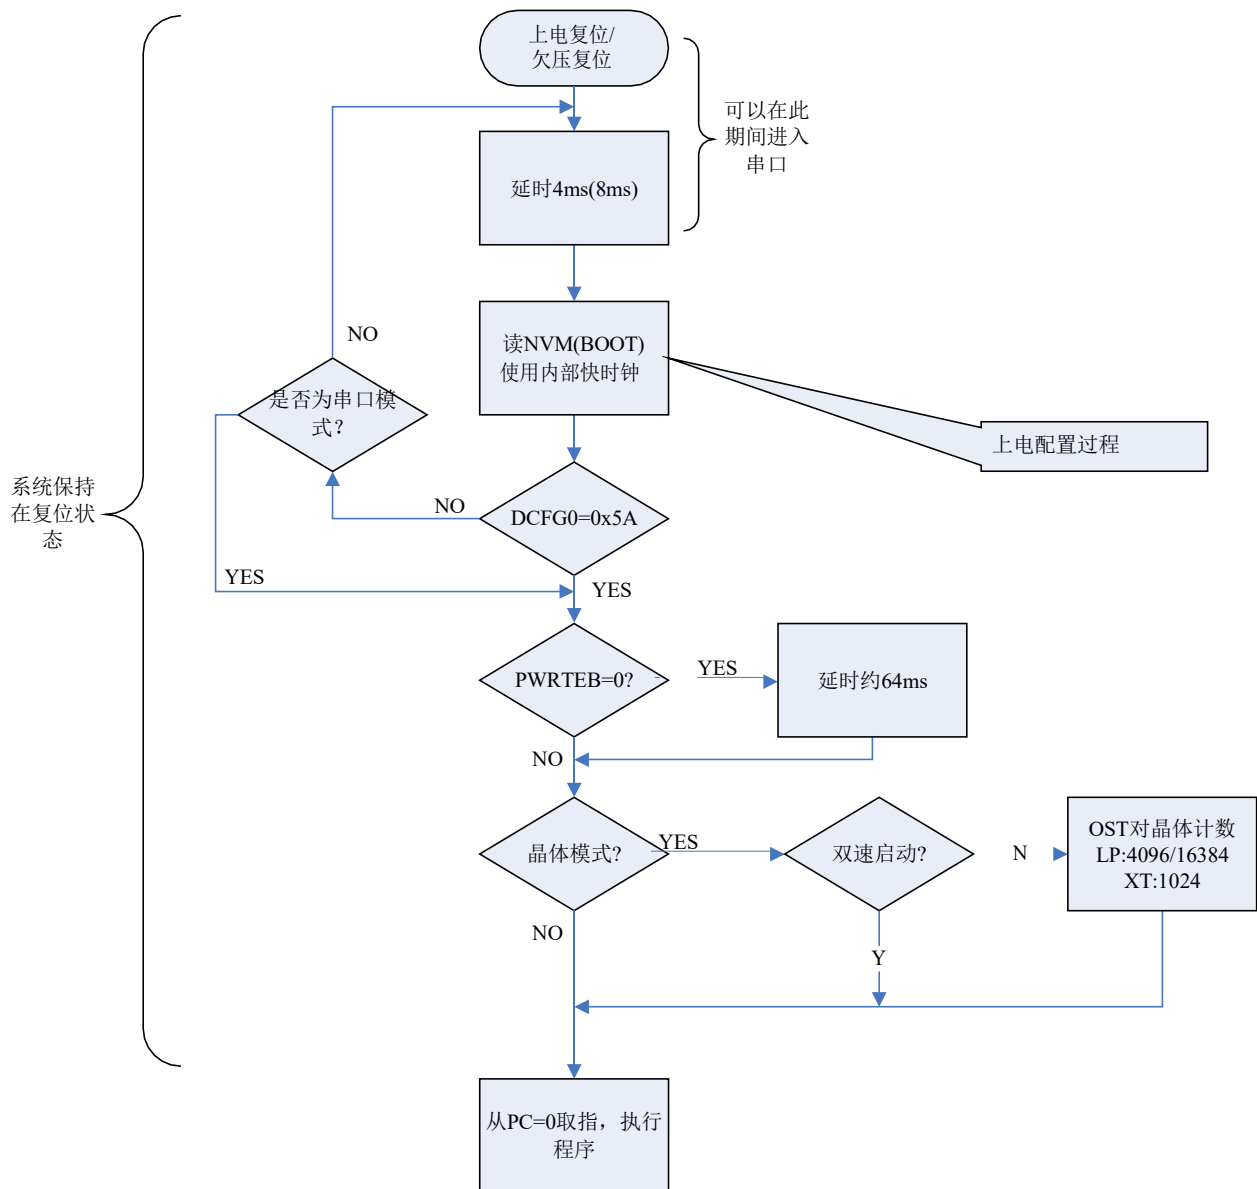 上电复位/
欠压复位
可以在此
期间进入
串口
延时4ms(8ms)
NO
读NVM(BOOT)
使用内部快时钟
是否为串口模
式?
上电配置过程
系统保持
在复位状
态
NO
DCFG0=0x5A
YES
YES
PWRTEB=0?
YES
延时约64ms
NO
晶体模式?
YES
双速启动?
N
OST对晶体计数
LP:4096/16384
XT:1024
NO
Y
从PC=0取指，执行
程序